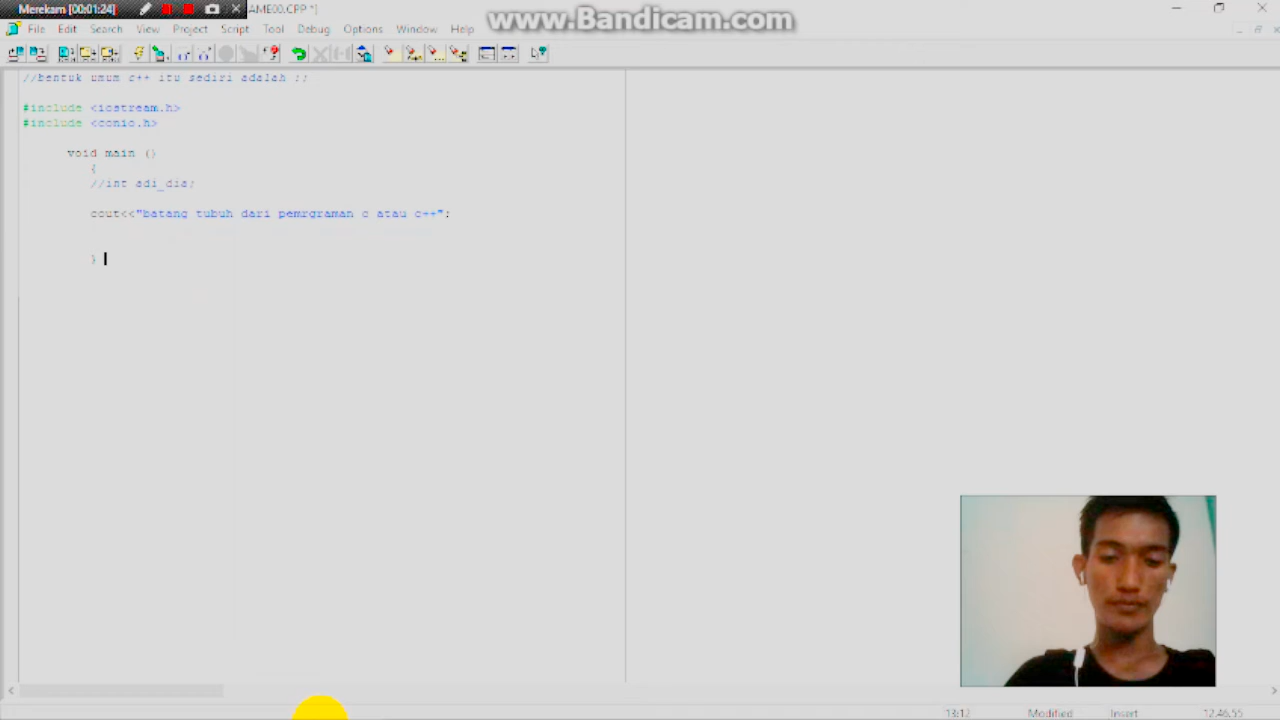 Merekam [00:01:24]
AME00.CPP *]
www.Bandicam.com
File Edit Search View Project Script Tool Debug Options Window Help
//bentuk umum c++ itu sediri adalah ;;
#include <iostream.h>
#include <conio.h>
void main ()
{
//int adi_dia;
cout<<"batang tubuh dari pemrgraman c atau c++";
}
13:12 Modified Insert 12.46.55